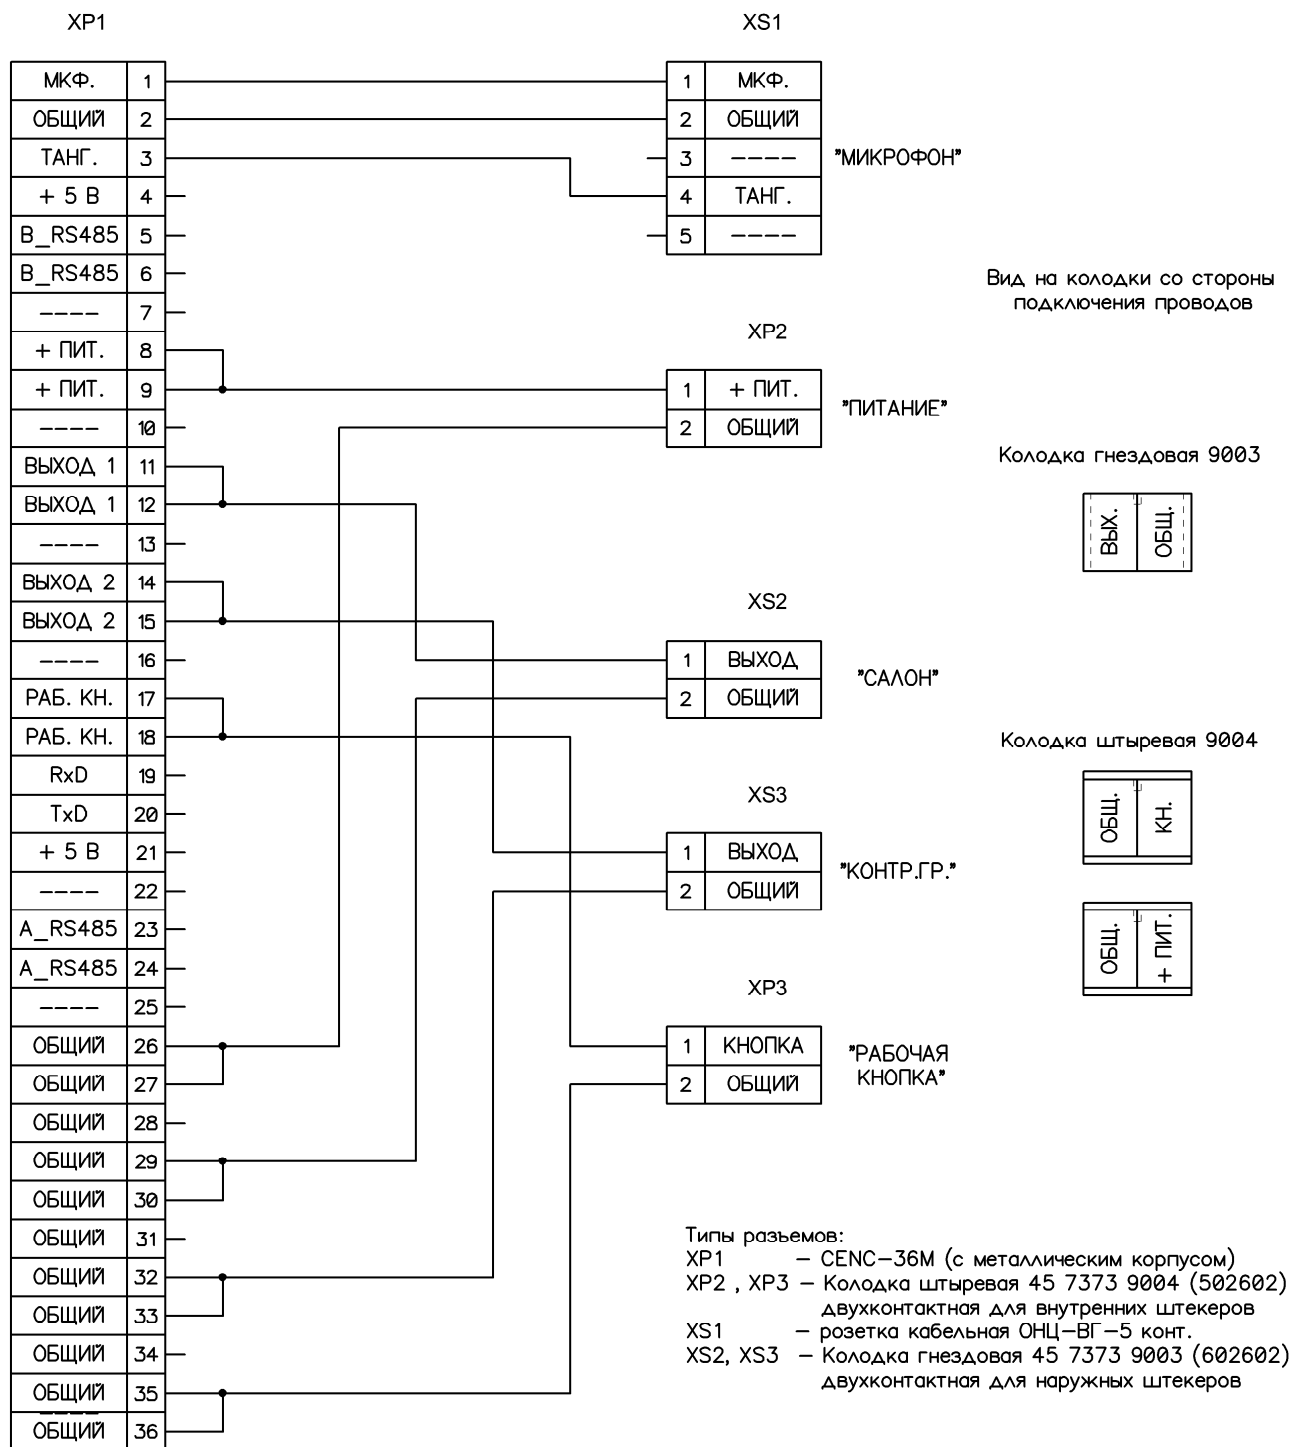 XP1
МКФ. 1
ОБЩИЙ 2
ТАНГ. 3
+ 5 В 4
B_RS485 5
B_RS485 6
---- 7
+ ПИТ. 8
+ ПИТ. 9
---- 10
ВЫХОД 1 11
ВЫХОД 1 12
---- 13
ВЫХОД 2 14
ВЫХОД 2 15
---- 16
РАБ. КН. 17
РАБ. КН. 18
RxD 19
TxD 20
+ 5 В 21
---- 22
A_RS485 23
A_RS485 24
---- 25
ОБЩИЙ 26
ОБЩИЙ 27
ОБЩИЙ 28
ОБЩИЙ 29
ОБЩИЙ 30
ОБЩИЙ 31
ОБЩИЙ 32
ОБЩИЙ 33
ОБЩИЙ 34
ОБЩИЙ 35
----
ОБЩИЙ 36
XS1
1 МКФ.
2 ОБЩИЙ
3 ----
4 ТАНГ.
5 ----
"МИКРОФОН"
XP2
1 + ПИТ.
2 ОБЩИЙ
"ПИТАНИЕ"
XS2
1 ВЫХОД
2 ОБЩИЙ
"САЛОН"
XS3
1 ВЫХОД
2 ОБЩИЙ
"КОНТР.ГР."
XP3
1 КНОПКА
2 ОБЩИЙ
"РАБОЧАЯ
КНОПКА"
Вид на колодки со стороны
подключения проводов
Колодка гнездовая 9003
ВЫХ.
ОБЩ.
Колодка штыревая 9004
ОБЩ.
КН.
ОБЩ.
+ ПИТ.
Типы разъемов:
XP1 – CENC–36M (с металлическим корпусом)
XP2 , XP3 – Колодка штыревая 45 7373 9004 (502602)
двухконтактная для внутренних штекеров
XS1 – розетка кабельная ОНЦ–ВГ–5 конт.
XS2, XS3 – Колодка гнездовая 45 7373 9003 (602602)
двухконтактная для наружных штекеров